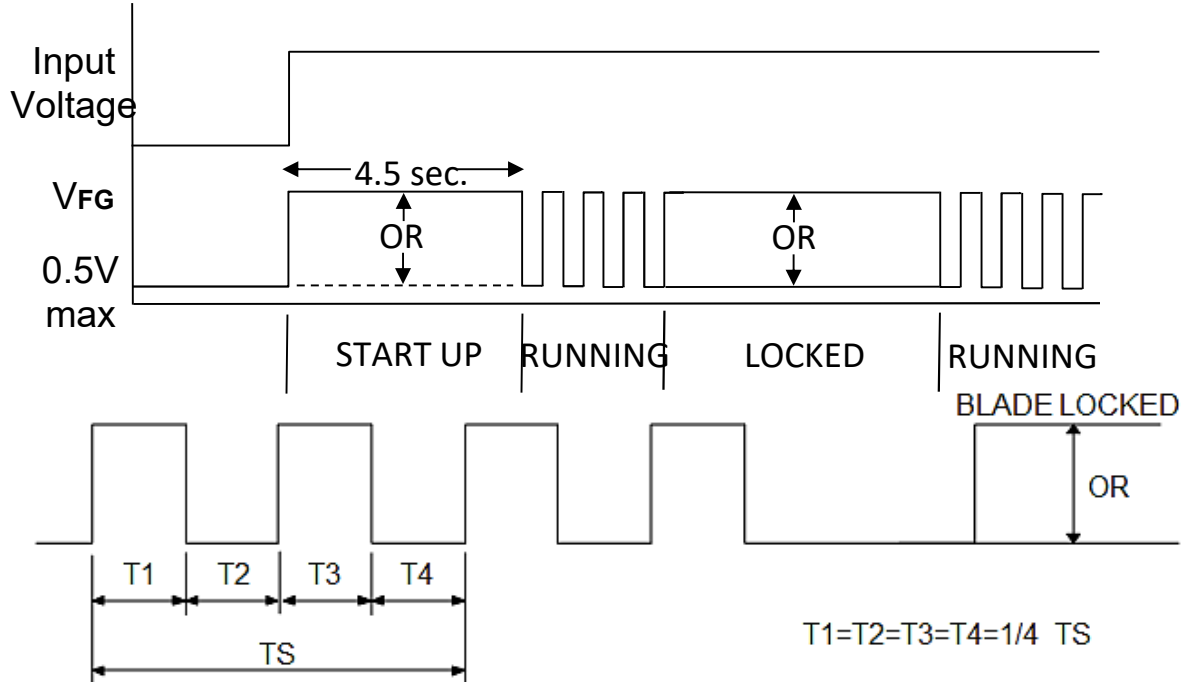 Input
Voltage
4.5 sec.
VFG
OR
OR
0.5V
max
START UP
RUNNING
LOCKED
RUNNING
BLADE LOCKED
OR
T1
T2
T3
T4
TS
T1=T2=T3=T4=1/4 TS